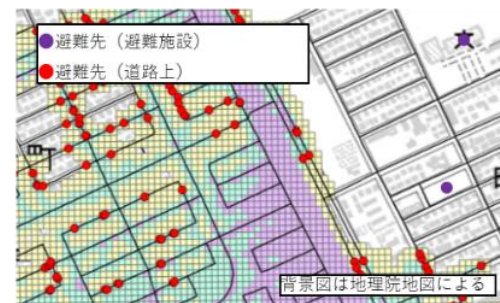 避難先（避難施設）
避難先（道路上）
町
背景図は地理院地図による